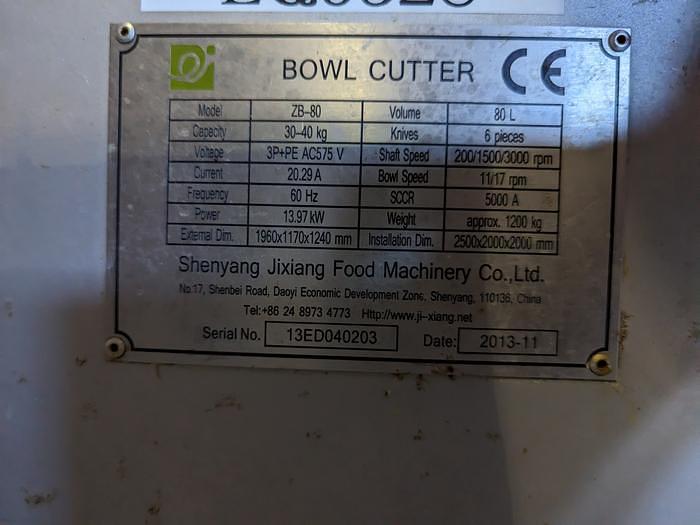 BOWL CUTTER CE
Model ZB-80 Volume 80 L
Capacity 30-40 kg Knives 6 pieces
Voltage 3P+PE AC575 V Shaft Speed 200/1500/3000 rpm
Current 20.29 A Bowl Speed 11/17 rpm
Frequency 60 Hz SCCR 5000 A
Power 13.97 kW Weight approx. 1200 kg
External Dim. 1960x1170x1240 mm Installation Dim. 2500x2000x2000 mm
Shenyang Jixiang Food Machinery Co.,Ltd.
No.17, Shenbei Road, Daoyi Economic Development Zone, Shenyang, 110136, China
Tel:+86 24 8973 4773 Http://www.ji-xiang.net
Serial No. 13ED040203 Date: 2013-11